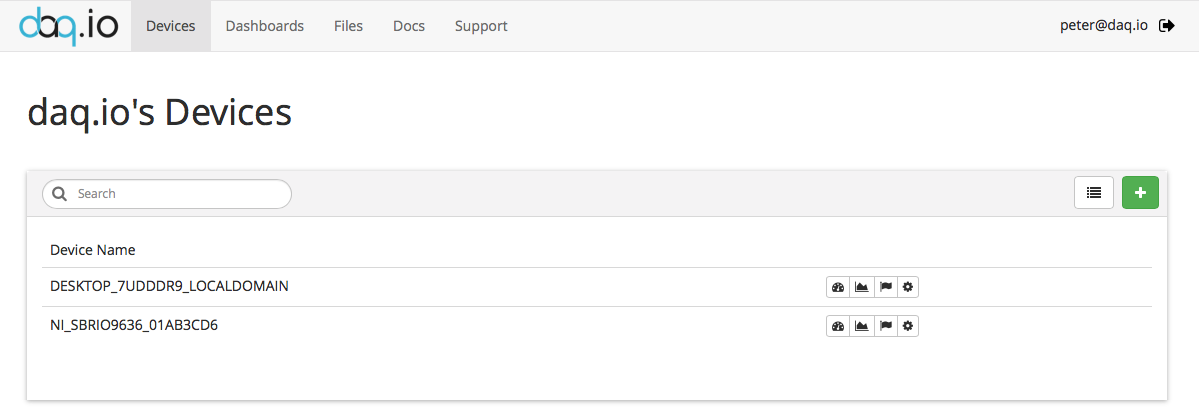 daq.io Devices Dashboards Files Docs Support peter@daq.io
daq.io's Devices
Search
Device Name
DESKTOP_7UDDDR9_LOCALDOMAIN
NI_SBRIO9636_01AB3CD6